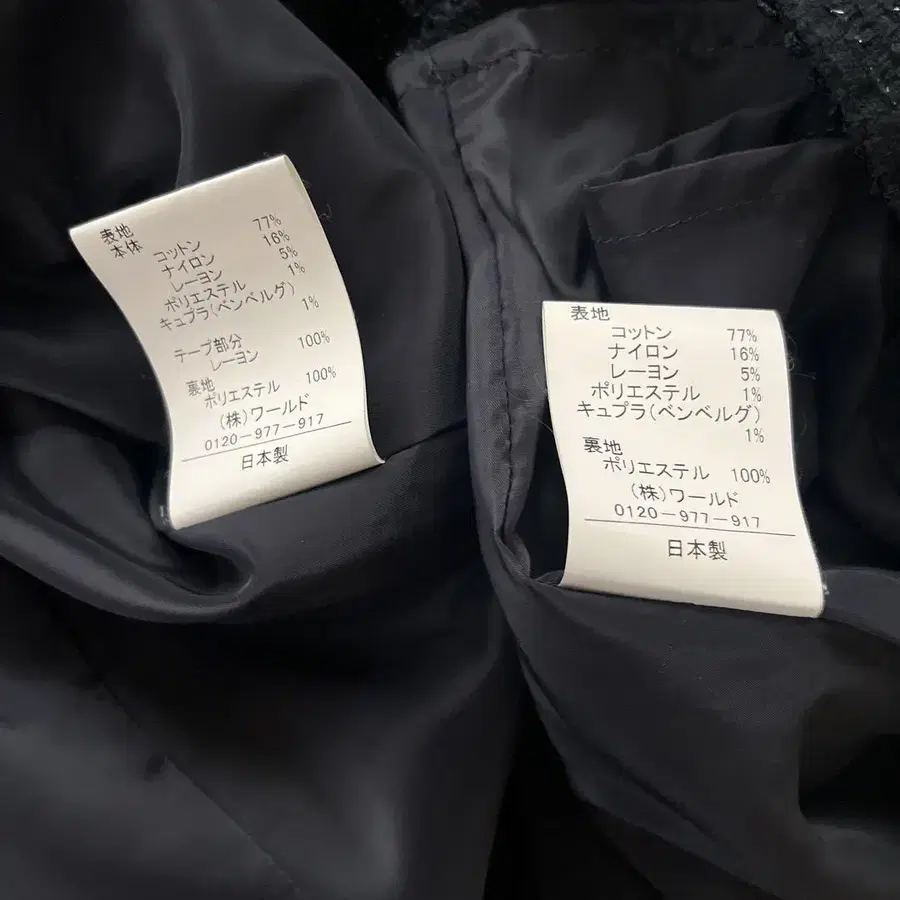 表地
本体
コットン 77%
ナイロン 16%
レーヨン 5%
ポリエステル 1%
キュプラ(ベンベルグ) 1%
テープ部分
レーヨン 100%
裏地
ポリエステル 100%
(株)ワールド
0120-977-917
日本製
表地
コットン 77%
ナイロン 16%
レーヨン 5%
ポリエステル 1%
キュプラ(ベンベルグ)
1%
裏地
ポリエステル 100%
(株)ワールド
0120-977-917
日本製